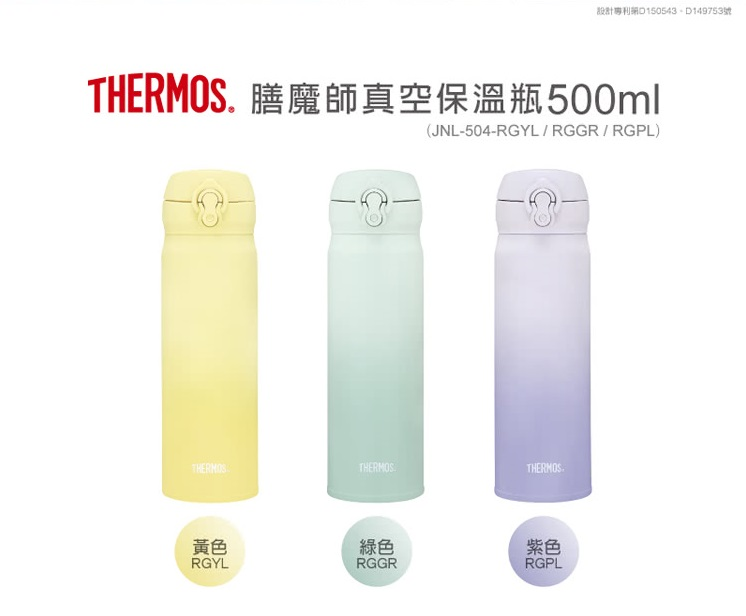 設計專利第D150543、D149753號
THERMOS® 膳魔師真空保溫瓶500ml
(JNL-504-RGYL / RGGR / RGPL)
THERMOS® THERMOS® THERMOS®
黃色 綠色 紫色
RGYL RGGR RGPL